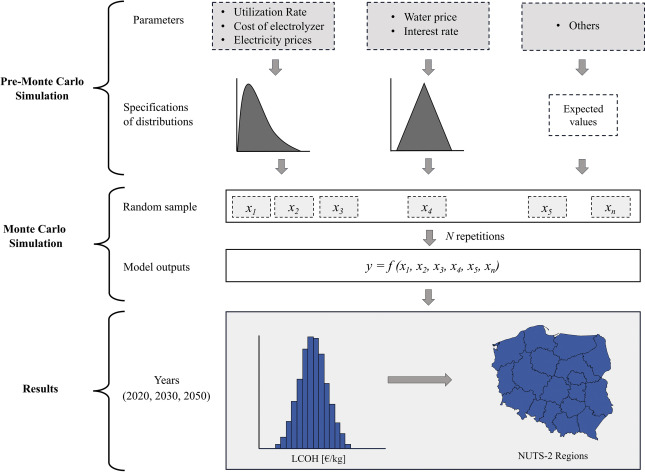 Parameters
• Utilization Rate
• Cost of electrolyzer
• Electricity prices
• Water price
• Interest rate
• Others
Pre-Monte Carlo
Simulation
Specifications
of distributions
Expected
values
Monte Carlo
Simulation
Random sample
x1 x2 x3 x4 x5 xn
N repetitions
Model outputs
y = f (x1, x2, x3, x4, x5, xn)
Results
Years
(2020, 2030, 2050)
LCOH [€/kg]
NUTS-2 Regions